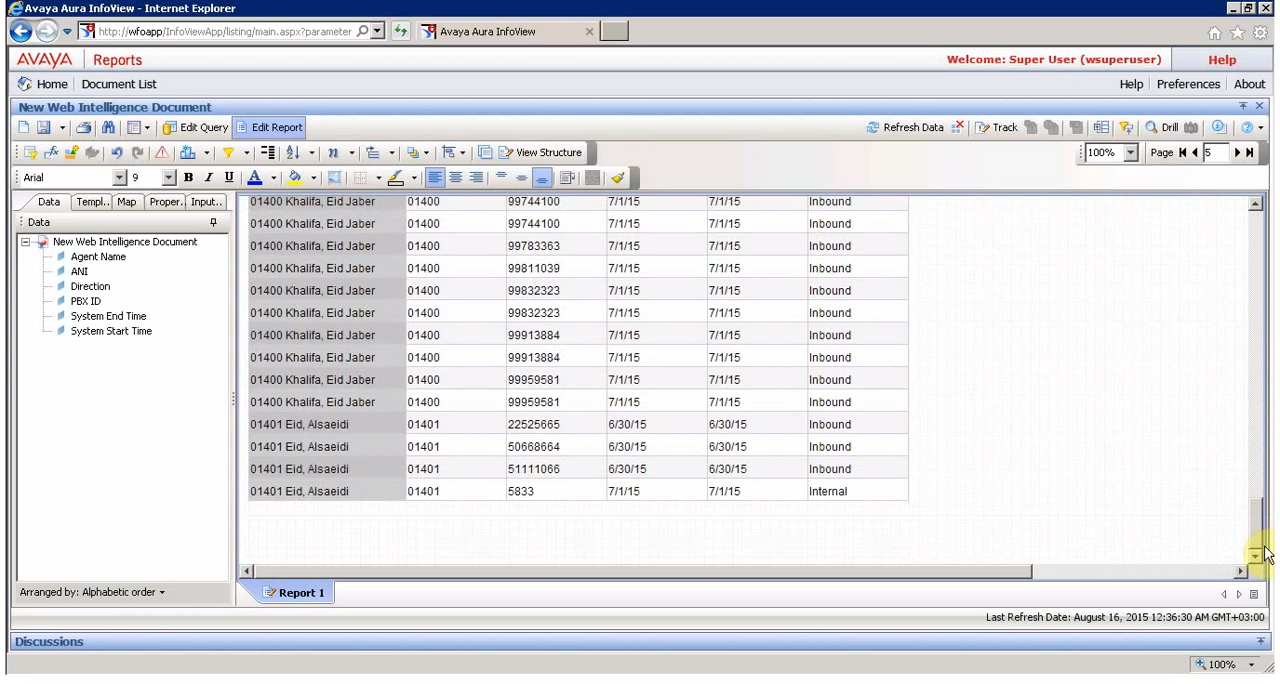 Avaya Aura InfoView - Internet Explorer
http://wfoapp/InfoViewApp/listing/main.aspx?parameter
Avaya Aura InfoView
AVAYA Reports
Welcome: Super User (wsuperuser) Help
Home Document List
Help Preferences About
New Web Intelligence Document
Edit Query Edit Report
Refresh Data Track Drill
View Structure
100% Page 5
Arial 9 B I U A
Data Templ.. Map Proper. Input..
Data
New Web Intelligence Document
Agent Name
ANI
Direction
PBX ID
System End Time
System Start Time
Arranged by: Alphabetic order
01400 Khalifa, Eid Jaber 01400 99744100 7/1/15 7/1/15 Inbound
01400 Khalifa, Eid Jaber 01400 99744100 7/1/15 7/1/15 Inbound
01400 Khalifa, Eid Jaber 01400 99783363 7/1/15 7/1/15 Inbound
01400 Khalifa, Eid Jaber 01400 99811039 7/1/15 7/1/15 Inbound
01400 Khalifa, Eid Jaber 01400 99832323 7/1/15 7/1/15 Inbound
01400 Khalifa, Eid Jaber 01400 99832323 7/1/15 7/1/15 Inbound
01400 Khalifa, Eid Jaber 01400 99913884 7/1/15 7/1/15 Inbound
01400 Khalifa, Eid Jaber 01400 99913884 7/1/15 7/1/15 Inbound
01400 Khalifa, Eid Jaber 01400 99959581 7/1/15 7/1/15 Inbound
01400 Khalifa, Eid Jaber 01400 99959581 7/1/15 7/1/15 Inbound
01401 Eid, Alsaeidi 01401 22525665 6/30/15 6/30/15 Inbound
01401 Eid, Alsaeidi 01401 50668664 6/30/15 6/30/15 Inbound
01401 Eid, Alsaeidi 01401 51111066 6/30/15 6/30/15 Inbound
01401 Eid, Alsaeidi 01401 5833 7/1/15 7/1/15 Internal
Report 1
Last Refresh Date: August 16, 2015 12:36:30 AM GMT+03:00
Discussions
100%